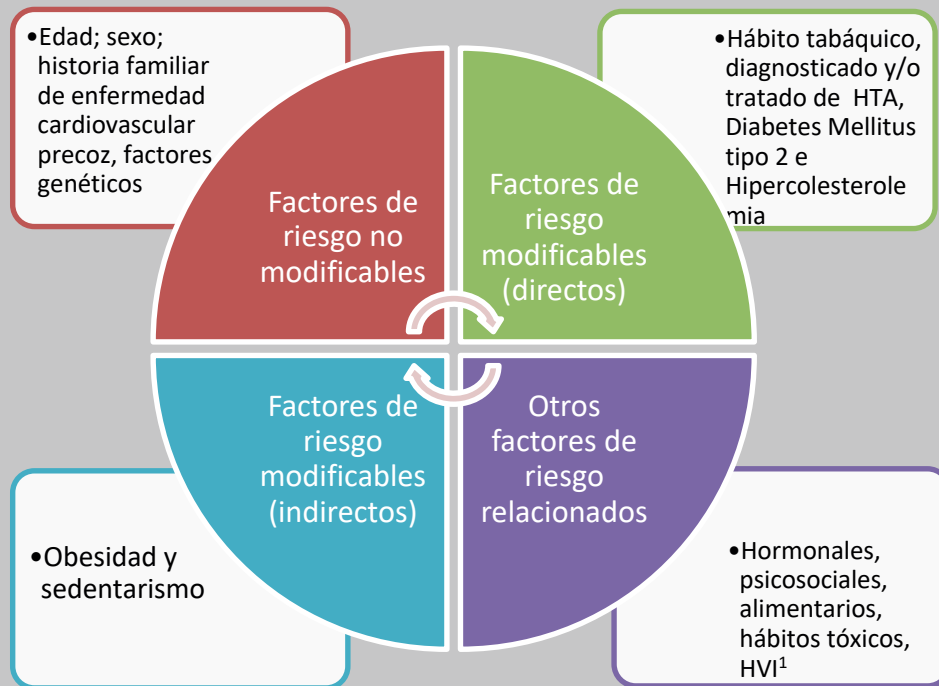 •Edad; sexo;
historia familiar
de enfermedad
cardiovascular
precoz, factores
genéticos
•Hábito tabáquico,
diagnosticado y/o
tratado de HTA,
Diabetes Mellitus
tipo 2 e
Hipercolesterole
mia
Factores de
riesgo no
modificables
Factores de
riesgo
modificables
(directos)
Factores de
riesgo
modificables
(indirectos)
Otros
factores de
riesgo
relacionados
•Obesidad y
sedentarismo
•Hormonales,
psicosociales,
alimentarios,
hábitos tóxicos,
HVI¹